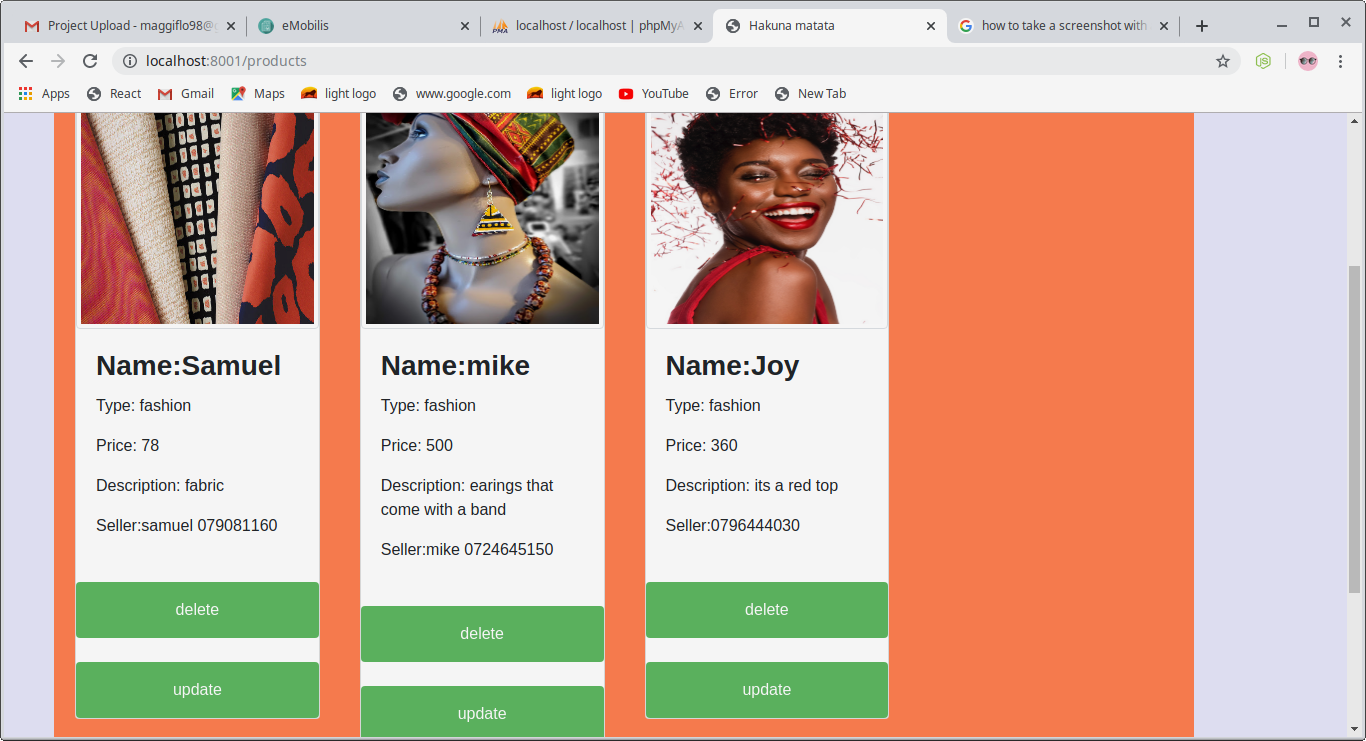 Project Upload - maggiflo98@g
eMobilis
PMA
localhost / localhost | phpMyA
Hakuna matata
how to take a screenshot with
localhost:8001/products
Apps
React
Gmail
Maps
light logo
www.google.com
light logo
YouTube
Error
New Tab
Name:Samuel
Type: fashion
Price: 78
Description: fabric
Seller:samuel 079081160
delete
update
Name:mike
Type: fashion
Price: 500
Description: earings that
come with a band
Seller:mike 0724645150
delete
update
Name:Joy
Type: fashion
Price: 360
Description: its a red top
Seller:0796444030
delete
update